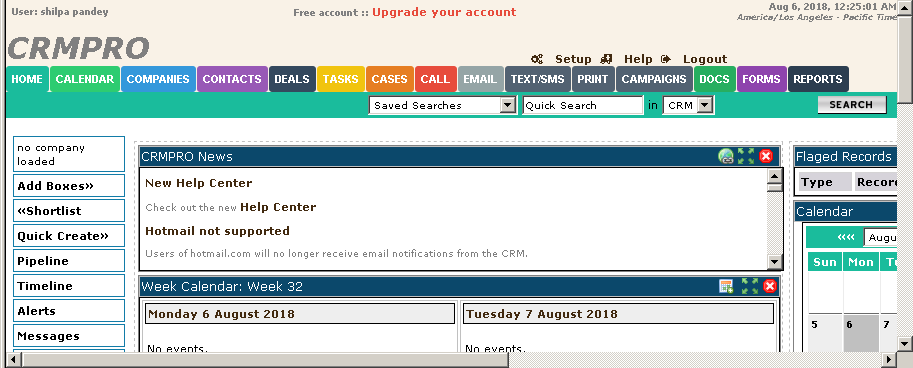 User: shilpa pandey
Free account :: Upgrade your account
Aug 6, 2018, 12:25:01 AM
America/Los Angeles - Pacific Time
CRMPRO
Setup Help Logout
HOME CALENDAR COMPANIES CONTACTS DEALS TASKS CASES CALL EMAIL TEXT/SMS PRINT CAMPAIGNS DOCS FORMS REPORTS
Saved Searches Quick Search in CRM SEARCH
no company
loaded
Add Boxes»
«Shortlist
Quick Create»
Pipeline
Timeline
Alerts
Messages
CRMPRO News
New Help Center
Check out the new Help Center
Hotmail not supported
Users of hotmail.com will no longer receive email notifications from the CRM.
Week Calendar: Week 32
Monday 6 August 2018
No events.
Tuesday 7 August 2018
No events.
Flaged Records
Type Recor
Calendar
«« Augu
Sun Mon Tu
5 6 7